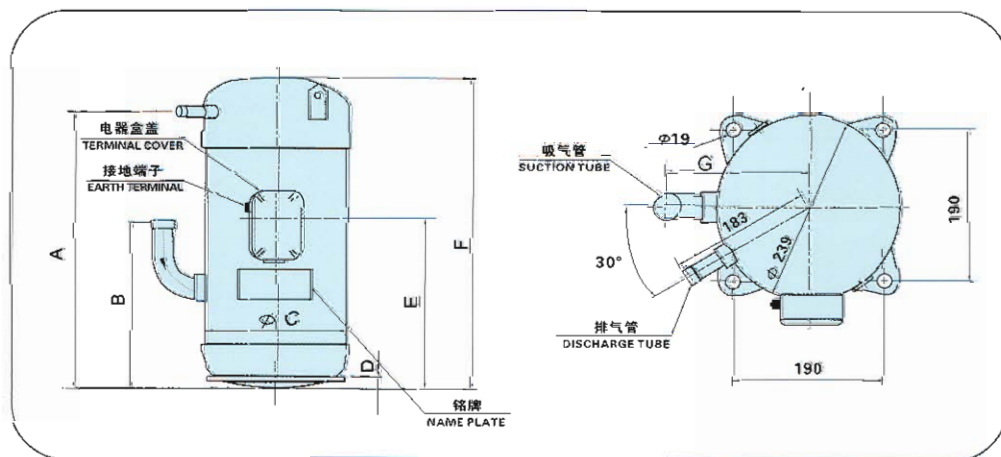 电器盒盖
TERMINAL COVER
接地端子
EARTH TERMINAL
A
B
Φ C
D
E
F
铭牌
NAME PLATE
Φ19
吸气管
SUCTION TUBE
G
190
183
Φ 239
30°
排气管
DISCHARGE TUBE
190